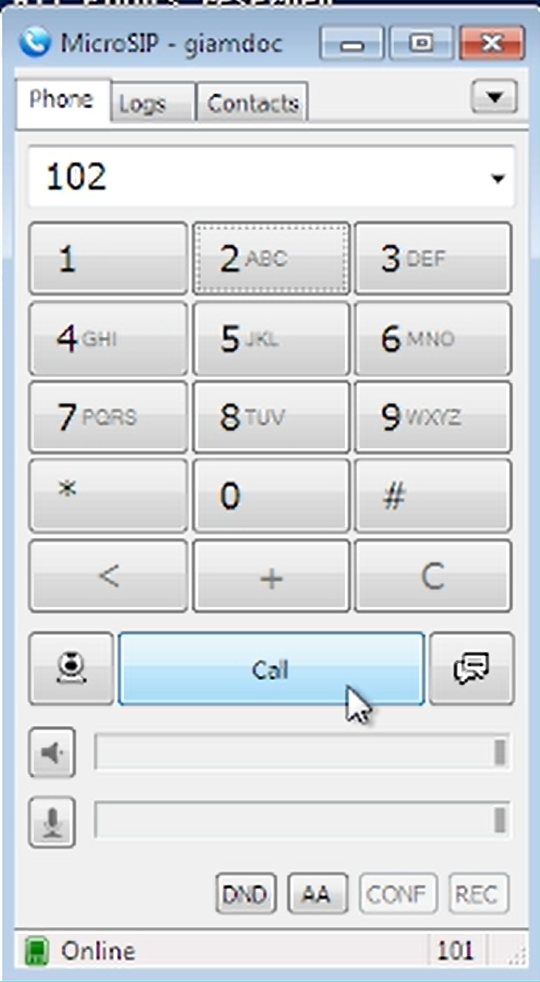 MicroSIP - giamdoc
Phone Logs Contacts
102
1 2 ABC 3 DEF
4 GHI 5 JKL 6 MNO
7 PQRS 8 TUV 9 WXYZ
* 0 #
< + C
Call
DND AA CONF REC
Online 101